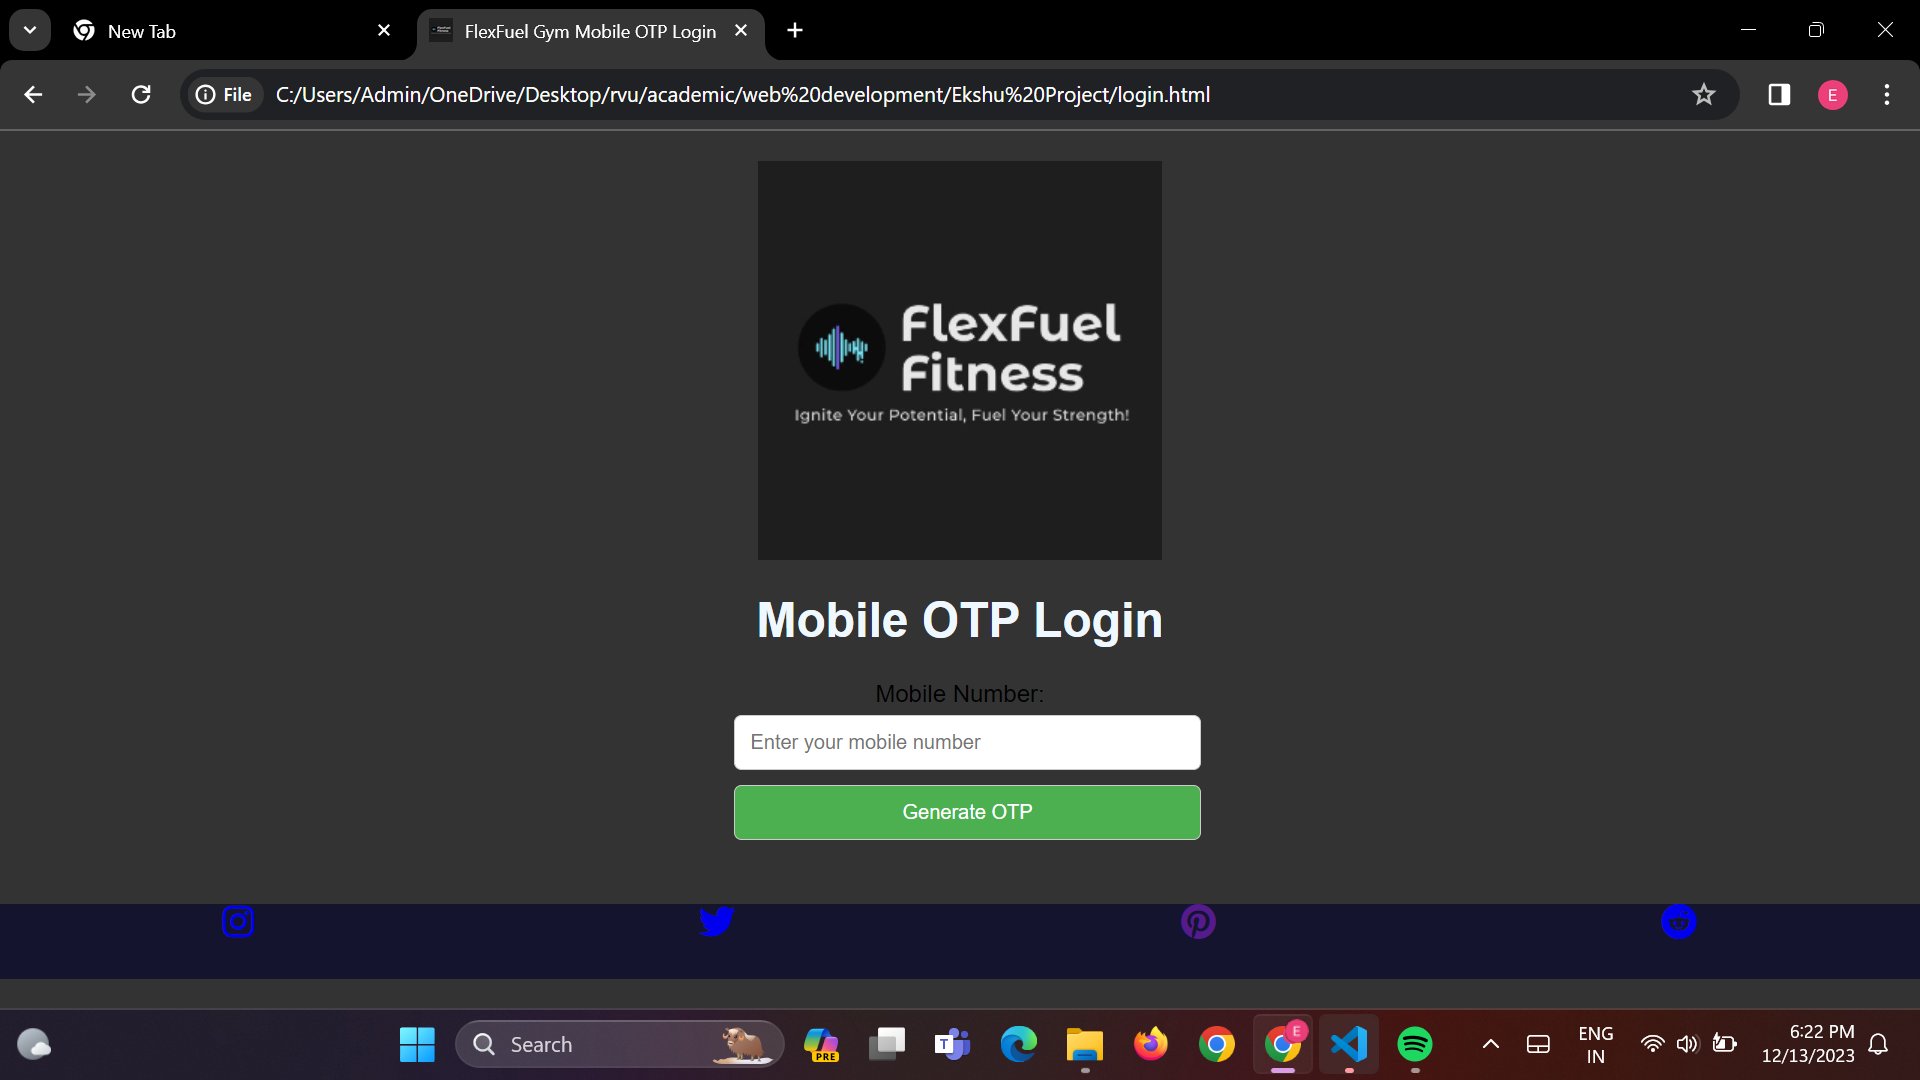 New Tab
FlexFuel Gym Mobile OTP Login
File
C:/Users/Admin/OneDrive/Desktop/rvu/academic/web%20development/Ekshu%20Project/login.html
E
FlexFuel
Fitness
Ignite Your Potential, Fuel Your Strength!
Mobile OTP Login
Mobile Number:
Enter your mobile number
Generate OTP
Search
PRE
T
E
ENG
IN
6:22 PM
12/13/2023